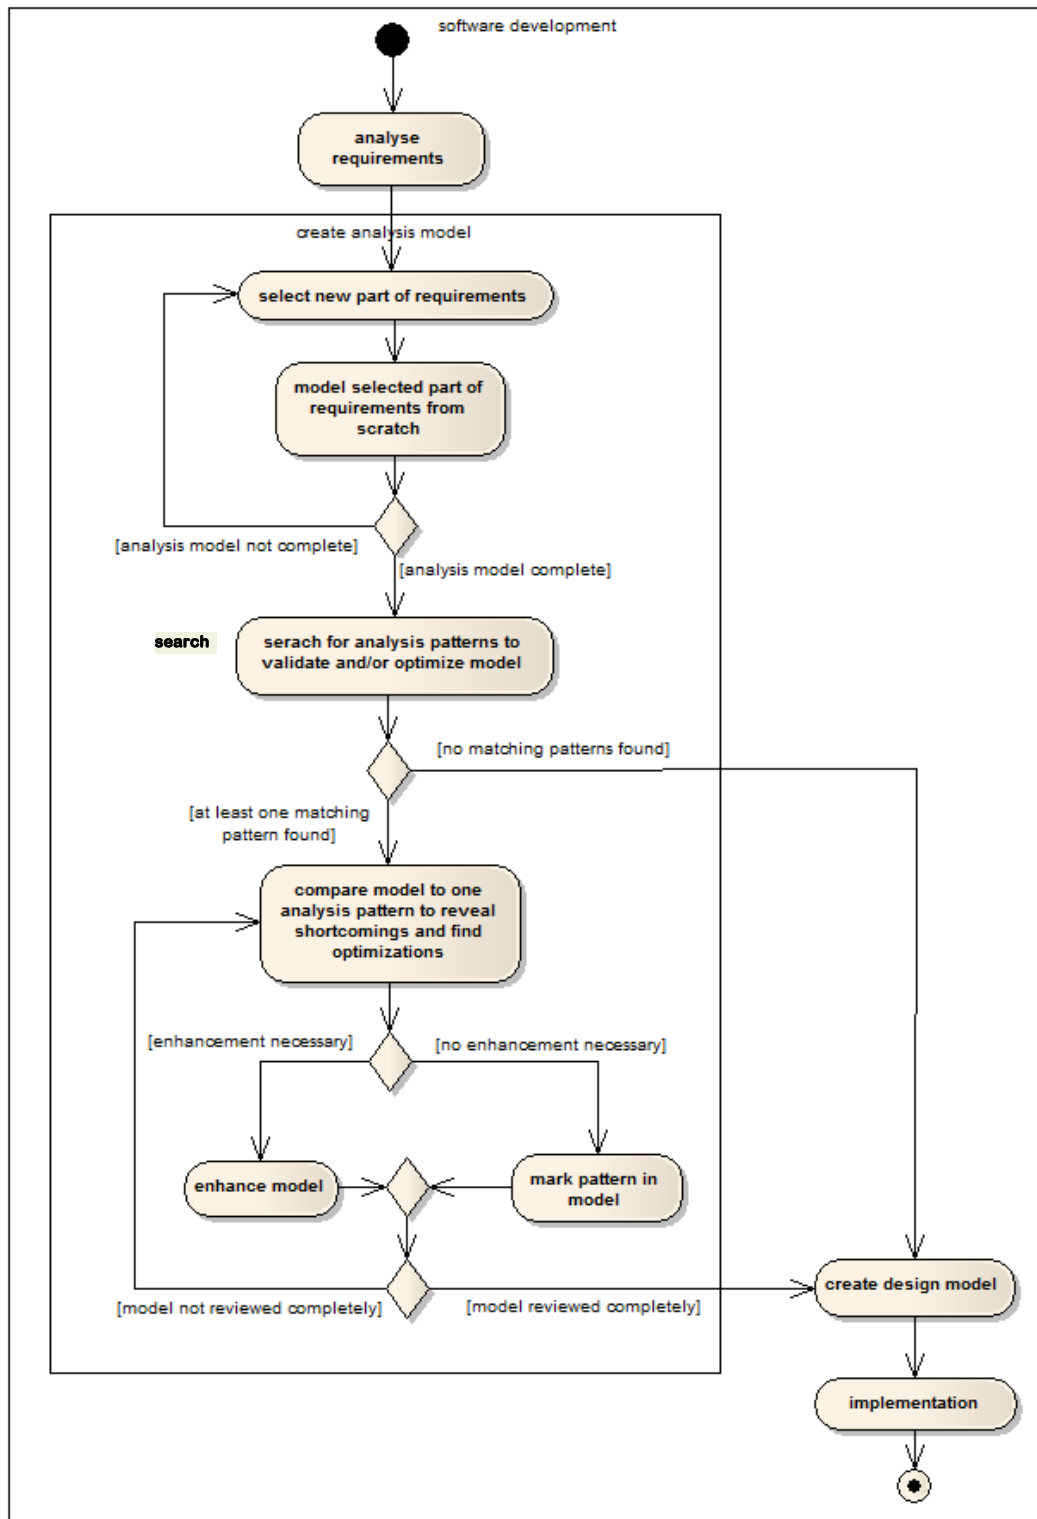 software development
analyse
requirements
create analysis model
select new part of requirements
model selected part of
requirements from
scratch
[analysis model not complete]
[analysis model complete]
search
serach for analysis patterns to
validate and/or optimize model
[no matching patterns found]
[at least one matching
pattern found]
compare model to one
analysis pattern to reveal
shortcomings and find
optimizations
[enhancement necessary]
[no enhancement necessary]
enhance model
mark pattern in
model
create design model
[model not reviewed completely]
[model reviewed completely]
implementation